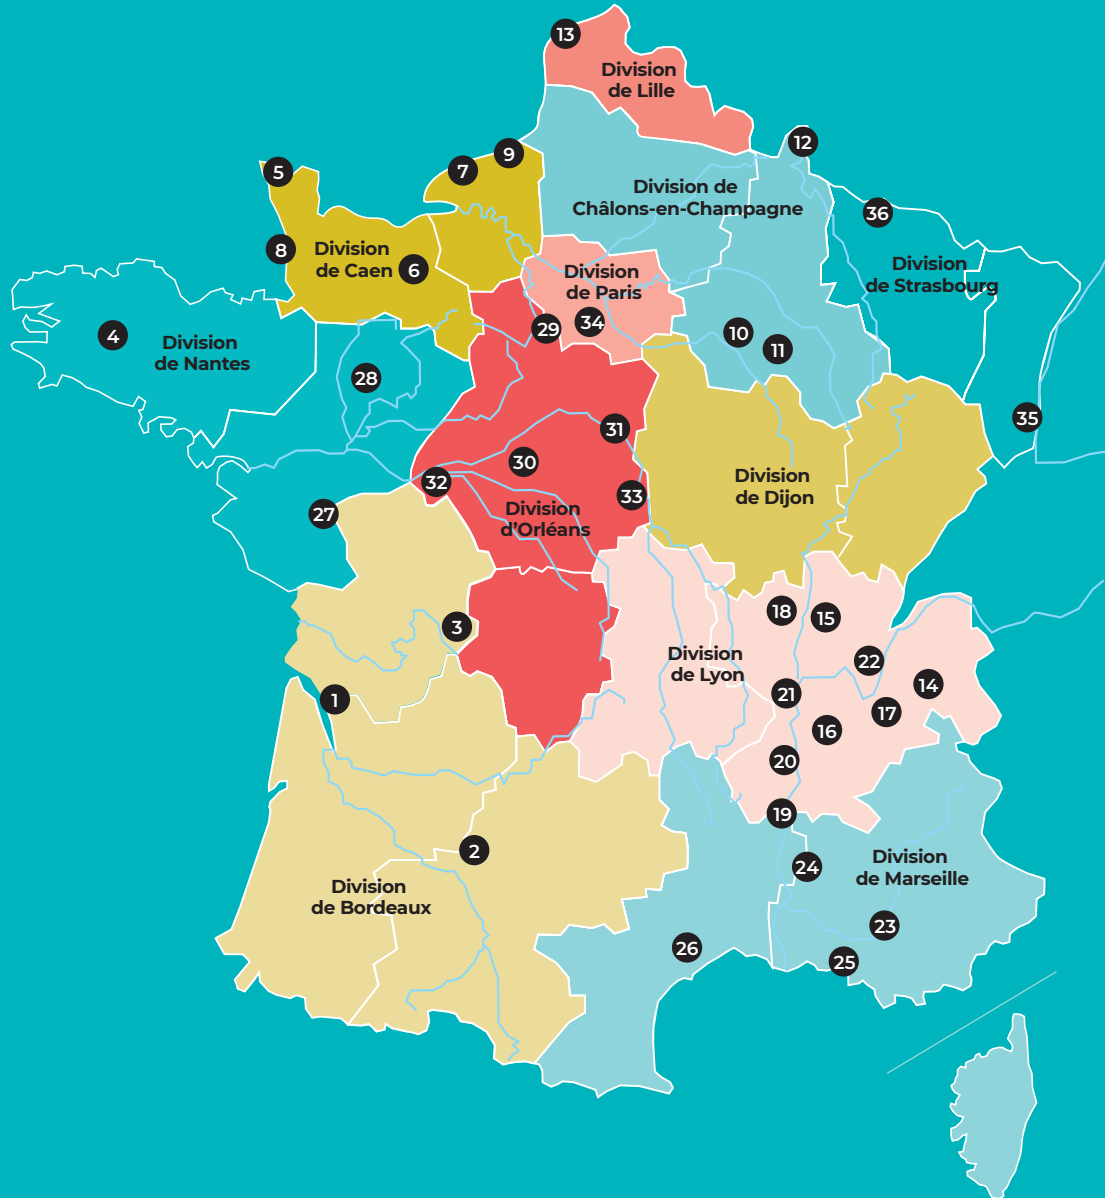 13
Division
de Lille
12
9
7
5
Division de
Châlons-en-Champagne
36
8
Division
de Caen
6
Division
de Paris
Division
de Strasbourg
4
Division
de Nantes
29
34
10
11
28
35
31
30
32
33
Division
d’Orléans
Division
de Dijon
27
3
18
15
Division
de Lyon
22
14
21
17
1
16
20
19
2
24
Division
de Marseille
Division
de Bordeaux
23
26
25